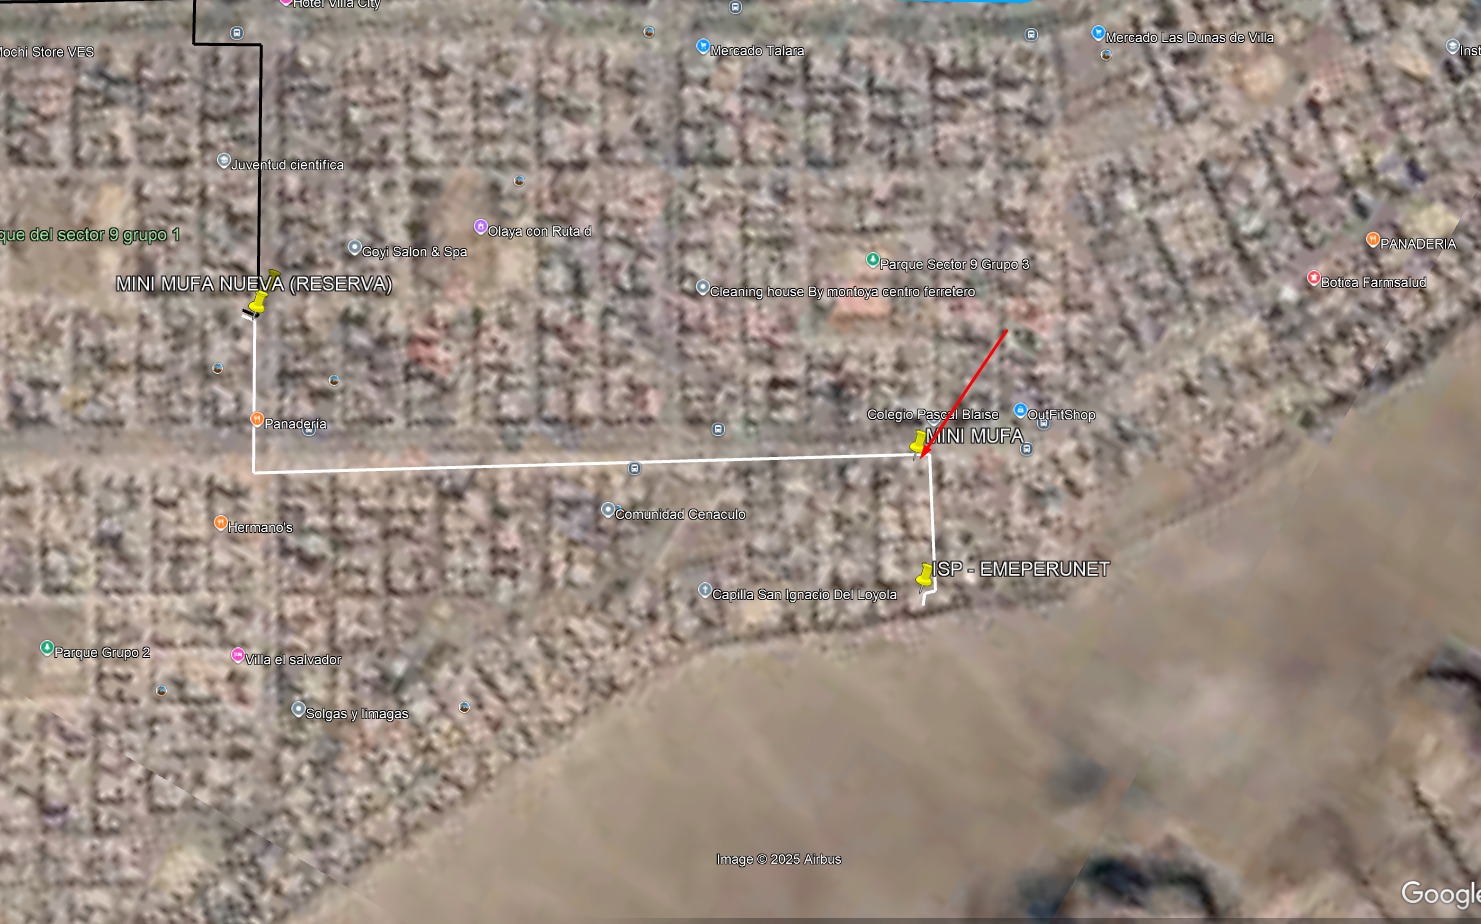 Hotel Villa City
Mochi Store VES
Mercado Talara
Mercado Las Dunas de Villa
Inst
Juventud cientifica
que del sector 9 grupo 1
Goyi Salon & Spa
Olaya con Ruta d
Parque Sector 9 Grupo 3
PANADERIA
Botica Farmsalud
MINI MUFA NUEVA (RESERVA)
Cleaning house By montoya centro ferretero
Panadería
Colegio Pascal Blaise
OutFitShop
MINI MUFA
Hermano's
Comunidad Cenaculo
ISP - EMEPERUNET
Capilla San Ignacio Del Loyola
Parque Grupo 2
Villa el salvador
Solgas y limagas
Image © 2025 Airbus
Google